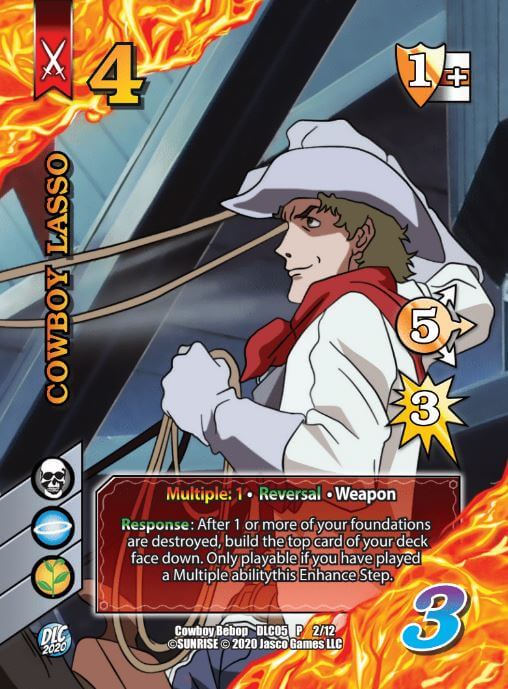 4
1+
COWBOY LASSO
5
3
Multiple: 1 • Reversal • Weapon
Response: After 1 or more of your foundations
are destroyed, build the top card of your deck
face down. Only playable if you have played
a Multiple abilitythis Enhance Step.
DLC
2020
Cowboy Bebop DLC05 P 2/12
©SUNRISE © 2020 Jasco Games LLC
3